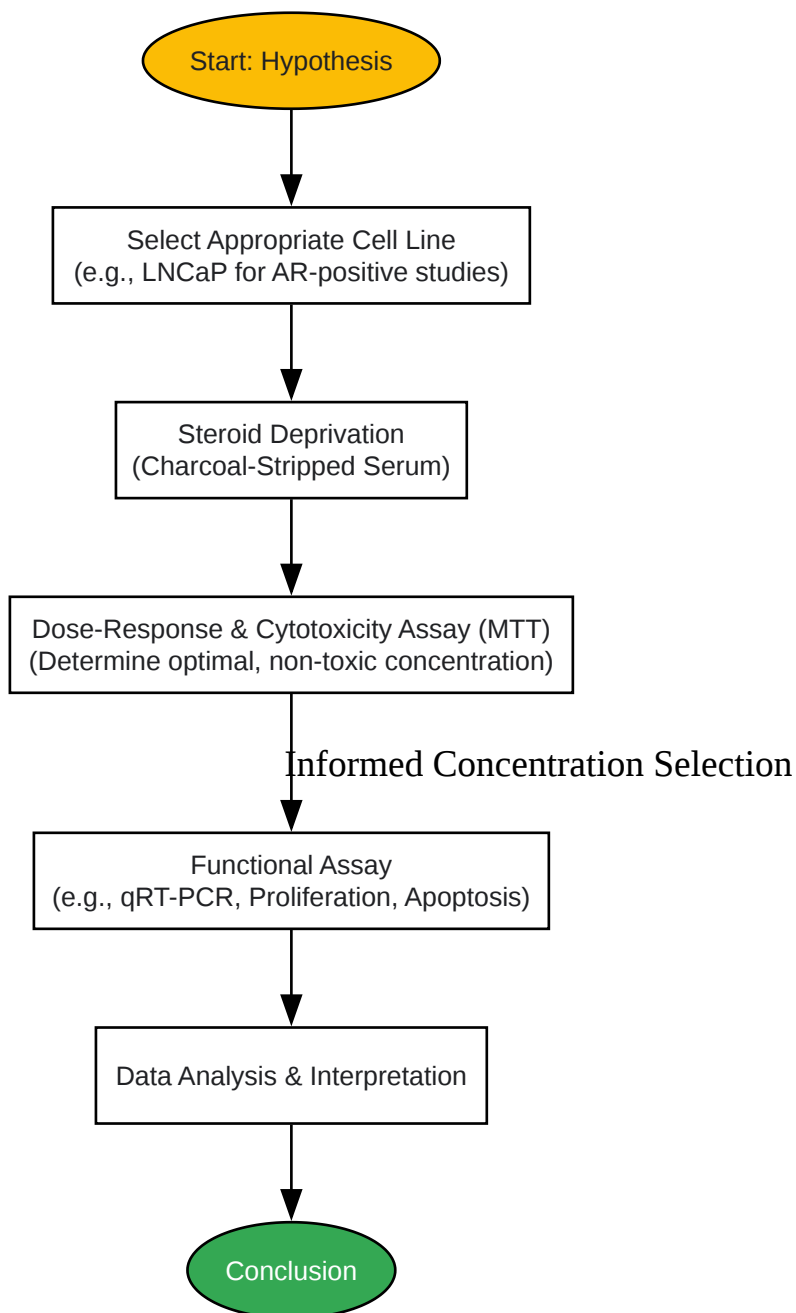 Start: Hypothesis
Select Appropriate Cell Line
(e.g., LNCaP for AR-positive studies)
Steroid Deprivation
(Charcoal-Stripped Serum)
Dose-Response & Cytotoxicity Assay (MTT)
(Determine optimal, non-toxic concentration)
Informed Concentration Selection
Functional Assay
(e.g., qRT-PCR, Proliferation, Apoptosis)
Data Analysis & Interpretation
Conclusion